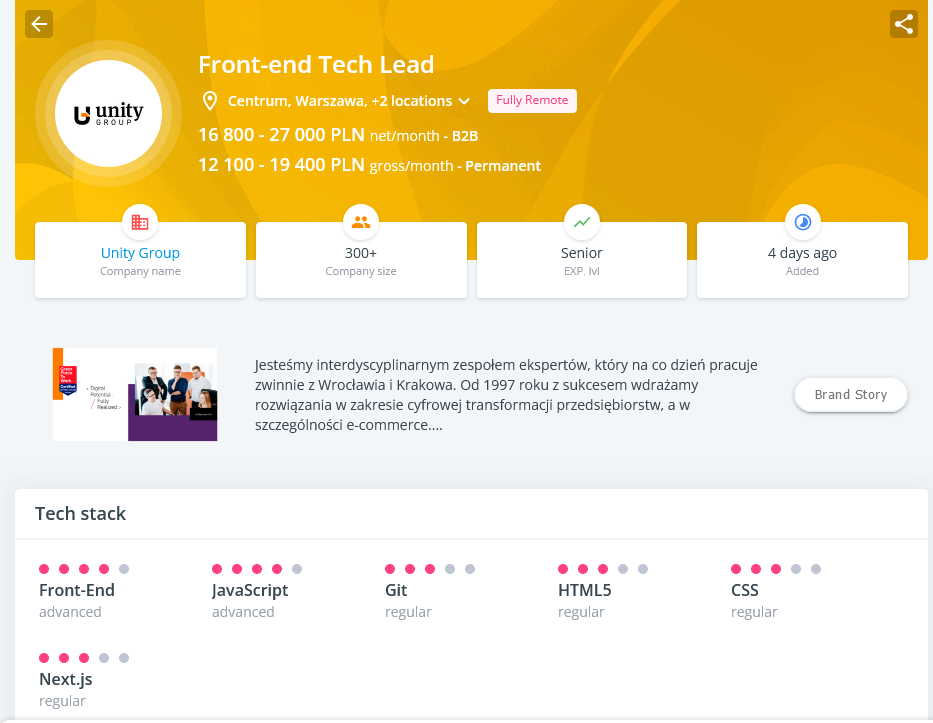 Front-end Tech Lead
unity
GROUP
Centrum, Warszawa, +2 locations
Fully Remote
16 800 - 27 000 PLN net/month - B2B
12 100 - 19 400 PLN gross/month - Permanent
Unity Group
Company name
300+
Company size
Senior
EXP. lvl
4 days ago
Added
Great
Place
To
Work.
Certified
Digital
Potential.
/ Fully
Realized
Jesteśmy interdyscyplinarnym zespołem ekspertów, który na co dzień pracuje
zwinnie z Wrocławia i Krakowa. Od 1997 roku z sukcesem wdrażamy
rozwiązania w zakresie cyfrowej transformacji przedsiębiorstw, a w
szczególności e-commerce....
Brand Story
Tech stack
Front-End
advanced
JavaScript
advanced
Git
regular
HTML5
regular
CSS
regular
Next.js
regular